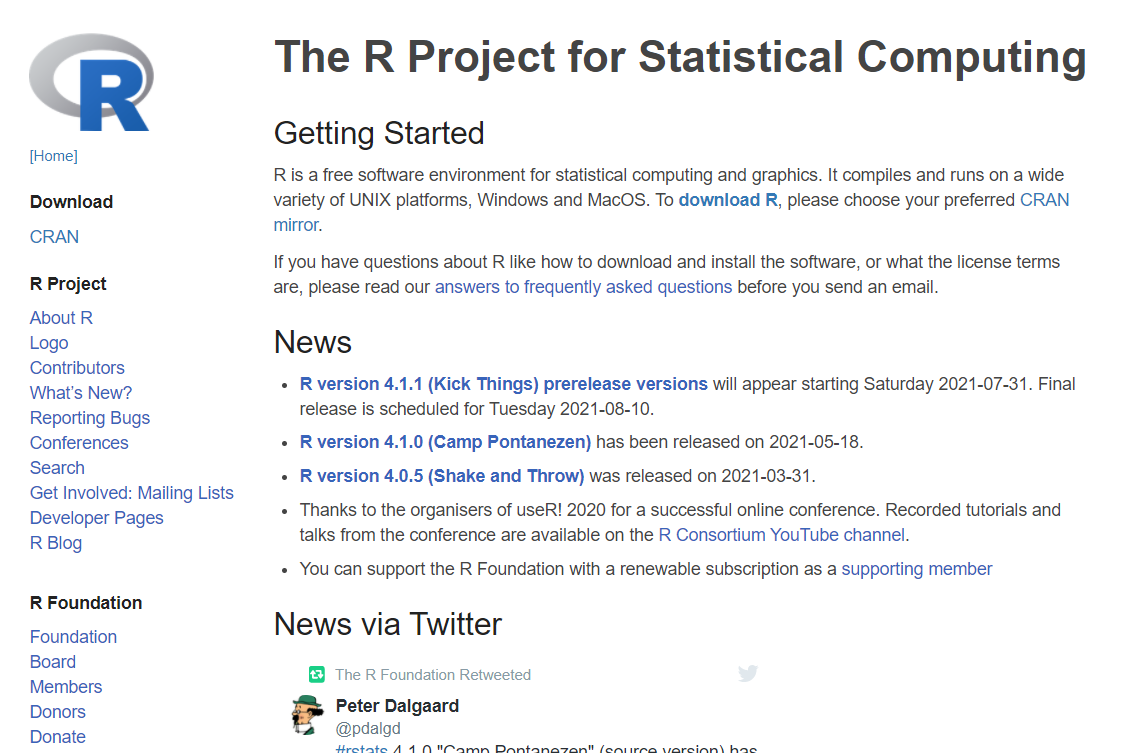 R
[Home]
Download
CRAN
R Project
About R
Logo
Contributors
What's New?
Reporting Bugs
Conferences
Search
Get Involved: Mailing Lists
Developer Pages
R Blog
R Foundation
Foundation
Board
Members
Donors
Donate
The R Project for Statistical Computing
Getting Started
R is a free software environment for statistical computing and graphics. It compiles and runs on a wide
variety of UNIX platforms, Windows and MacOS. To download R, please choose your preferred CRAN
mirror.
If you have questions about R like how to download and install the software, or what the license terms
are, please read our answers to frequently asked questions before you send an email.
News
• R version 4.1.1 (Kick Things) prerelease versions will appear starting Saturday 2021-07-31. Final
release is scheduled for Tuesday 2021-08-10.
• R version 4.1.0 (Camp Pontanezen) has been released on 2021-05-18.
• R version 4.0.5 (Shake and Throw) was released on 2021-03-31.
• Thanks to the organisers of useR! 2020 for a successful online conference. Recorded tutorials and
talks from the conference are available on the R Consortium YouTube channel.
• You can support the R Foundation with a renewable subscription as a supporting member
News via Twitter
The R Foundation Retweeted
Peter Dalgaard
@pdalgd
#rstats 4.1.0 "Camp Pontanezen" (source version) has